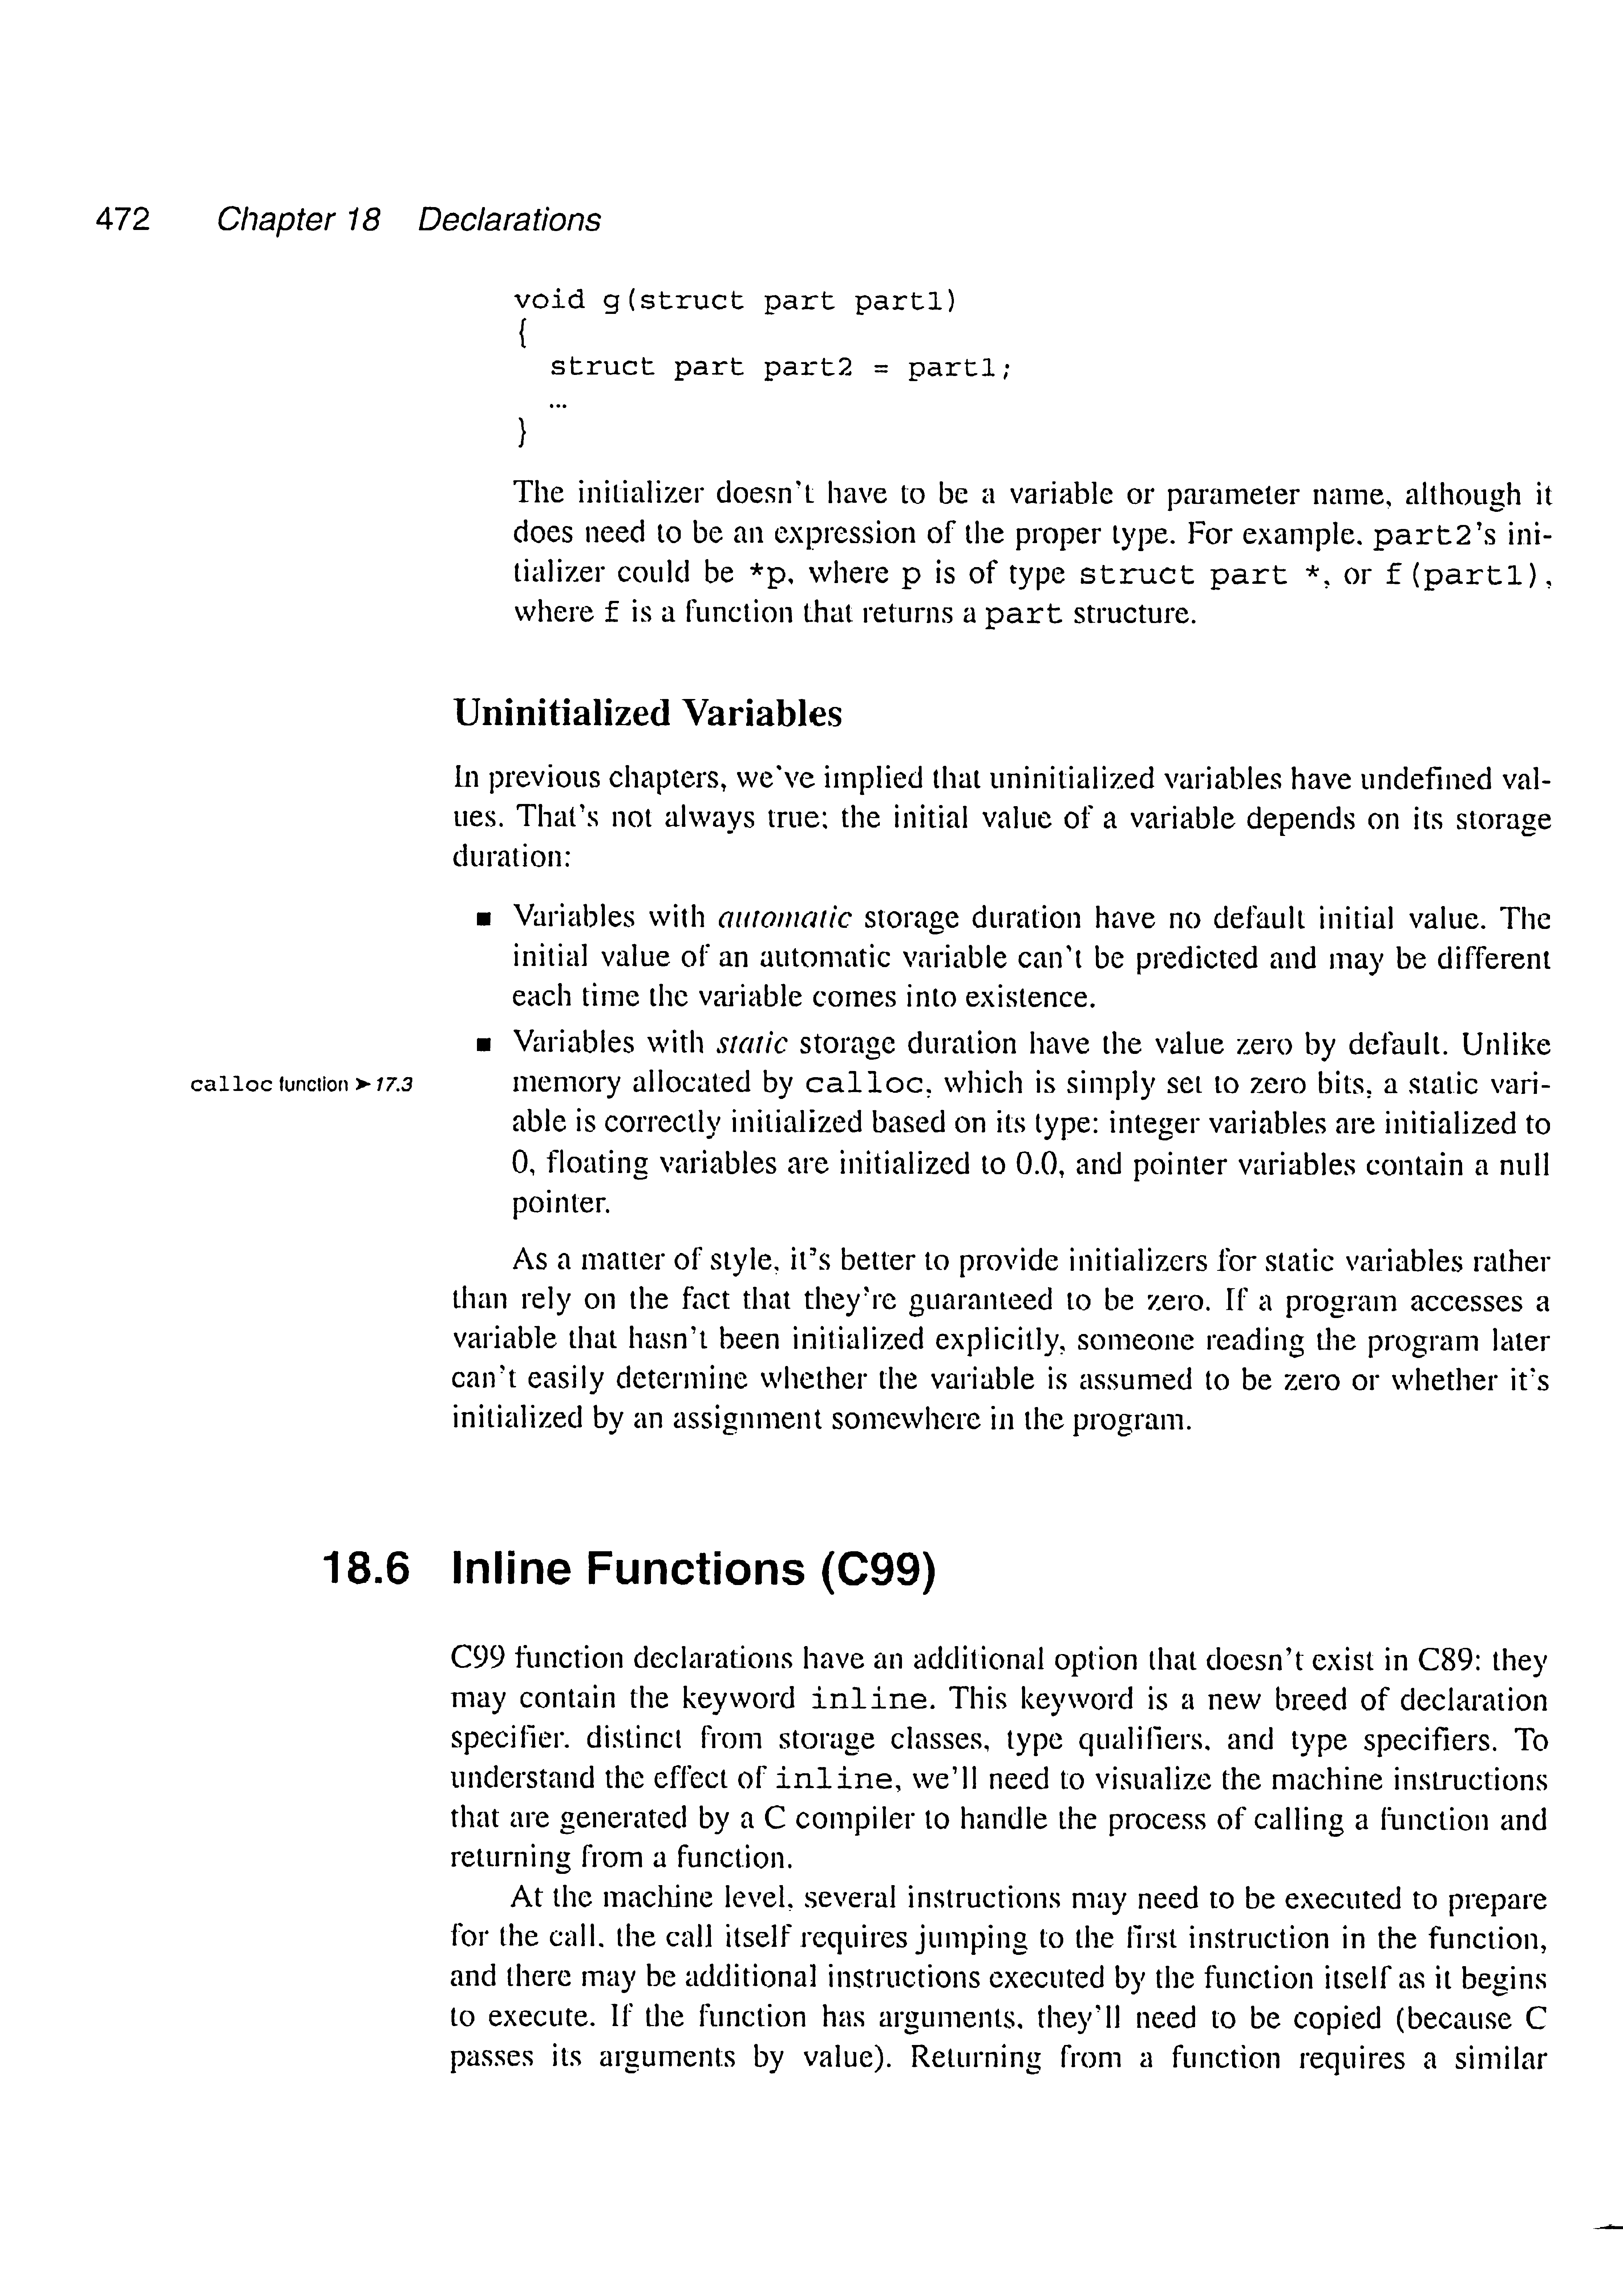 472 Chapter 18 Declarations
void g(struct part part1)
{
struct part part2 = part1;
...
}
The initializer doesn't have to be a variable or parameter name, although it
does need to be an expression of the proper type. For example, part2's ini-
tializer could be *p, where p is of type struct part *, or f(part1),
where f is a function that returns a part structure.
Uninitialized Variables
In previous chapters, we've implied that uninitialized variables have undefined val-
ues. That's not always true; the initial value of a variable depends on its storage
duration:
■ Variables with automatic storage duration have no default initial value. The
initial value of an automatic variable can't be predicted and may be different
each time the variable comes into existence.
■ Variables with static storage duration have the value zero by default. Unlike
calloc function ➤ 17.3
memory allocated by calloc, which is simply set to zero bits, a static vari-
able is correctly initialized based on its type: integer variables are initialized to
0, floating variables are initialized to 0.0, and pointer variables contain a null
pointer.
As a matter of style, it's better to provide initializers for static variables rather
than rely on the fact that they're guaranteed to be zero. If a program accesses a
variable that hasn't been initialized explicitly, someone reading the program later
can't easily determine whether the variable is assumed to be zero or whether it's
initialized by an assignment somewhere in the program.
18.6 Inline Functions (C99)
C99 function declarations have an additional option that doesn't exist in C89: they
may contain the keyword inline. This keyword is a new breed of declaration
specifier, distinct from storage classes, type qualifiers, and type specifiers. To
understand the effect of inline, we'll need to visualize the machine instructions
that are generated by a C compiler to handle the process of calling a function and
returning from a function.
At the machine level, several instructions may need to be executed to prepare
for the call, the call itself requires jumping to the first instruction in the function,
and there may be additional instructions executed by the function itself as it begins
to execute. If the function has arguments, they'll need to be copied (because C
passes its arguments by value). Returning from a function requires a similar